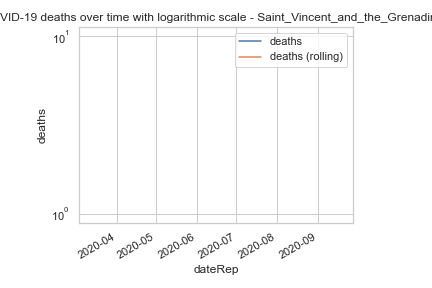 VID-19 deaths over time with logarithmic scale - Saint_Vincent_and_the_Grenadi
deaths
deaths (rolling)
10^1
deaths
10^0
2020-04 2020-05 2020-06 2020-07 2020-08 2020-09
dateRep